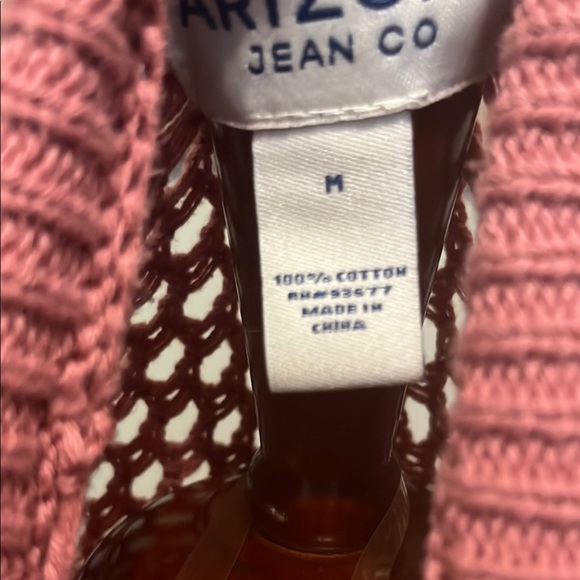 JEAN CO
M
100% COTTON
RN#93677
MADE IN
CHINA